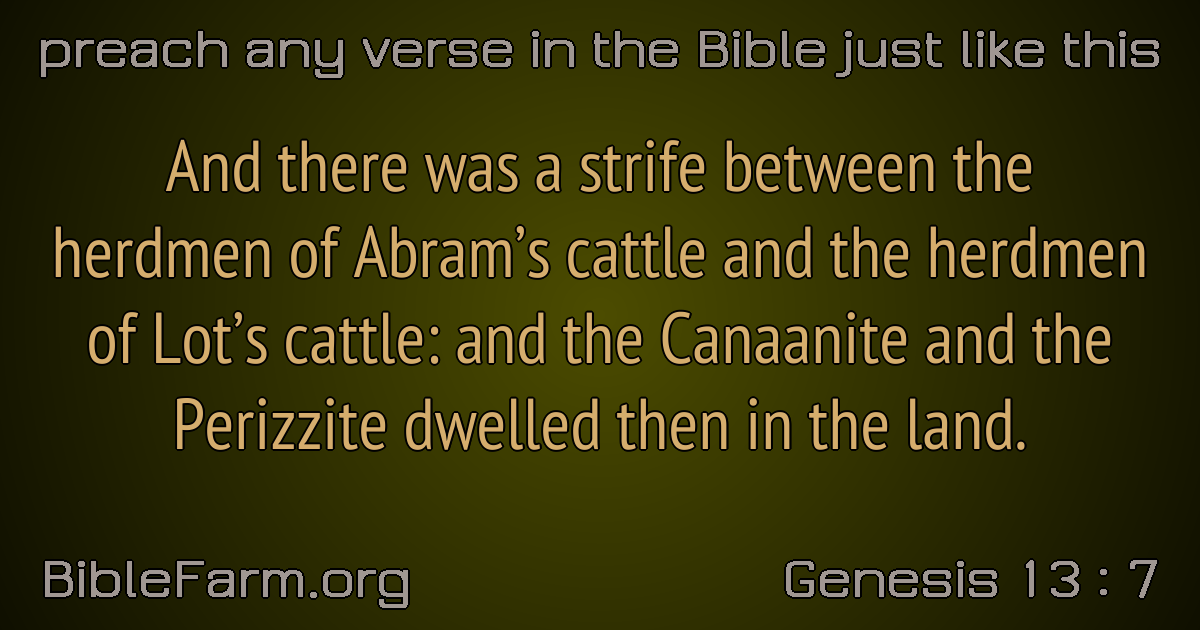 preach any verse in the Bible just like this
And there was a strife between the
herdmen of Abram’s cattle and the herdmen
of Lot’s cattle: and the Canaanite and the
Perizzite dwelled then in the land.
BibleFarm.org
Genesis 13 : 7